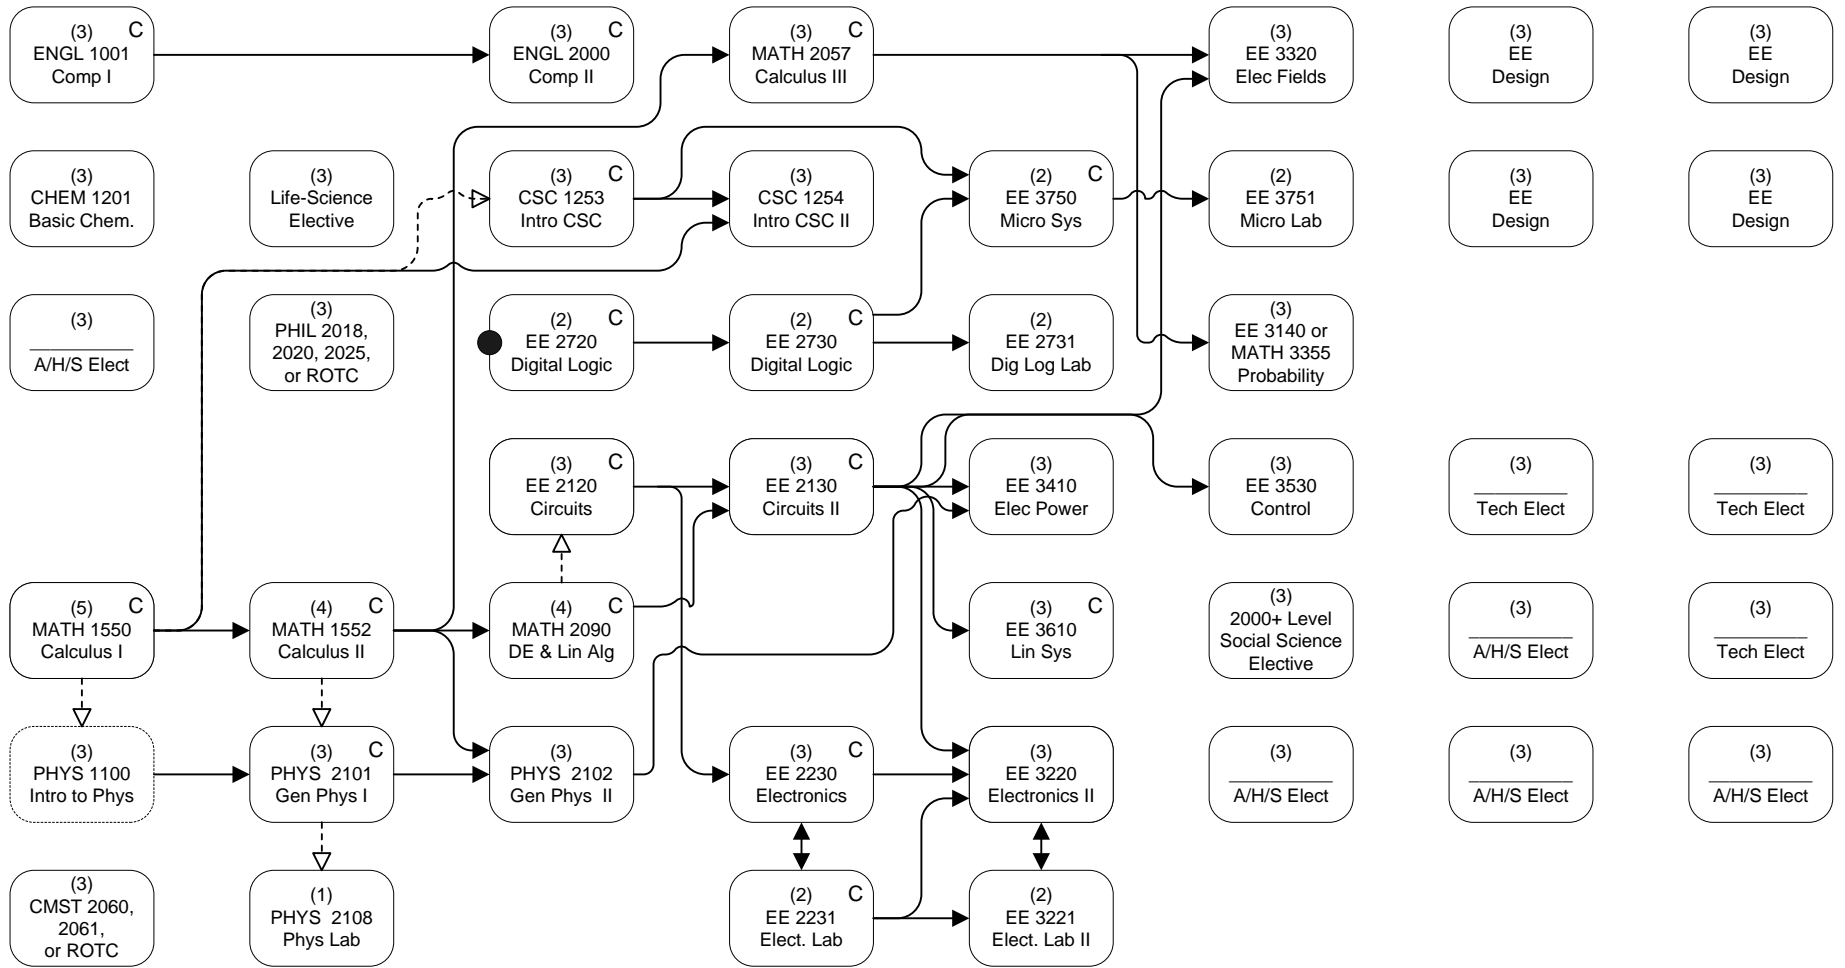 (3) C
ENGL 1001
Comp I
(3) C
ENGL 2000
Comp II
(3) C
MATH 2057
Calculus III
(3)
EE 3320
Elec Fields
(3)
EE
Design
(3)
EE
Design
(3)
CHEM 1201
Basic Chem.
(3)
Life-Science
Elective
(3) C
CSC 1253
Intro CSC
(3)
CSC 1254
Intro CSC II
(2) C
EE 3750
Micro Sys
(2)
EE 3751
Micro Lab
(3)
EE
Design
(3)
EE
Design
(3)
__________
A/H/S Elect
(3)
PHIL 2018,
2020, 2025,
or ROTC
(2) C
EE 2720
Digital Logic
(2) C
EE 2730
Digital Logic
(2)
EE 2731
Dig Log Lab
(3)
EE 3140 or
MATH 3355
Probability
(3) C
EE 2120
Circuits
(3) C
EE 2130
Circuits II
(3)
EE 3410
Elec Power
(3)
EE 3530
Control
(3)
_________
Tech Elect
(3)
_________
Tech Elect
(5) C
MATH 1550
Calculus I
(4) C
MATH 1552
Calculus II
(4) C
MATH 2090
DE & Lin Alg
(3) C
EE 3610
Lin Sys
(3)
2000+ Level
Social Science
Elective
(3)
__________
A/H/S Elect
(3)
_________
Tech Elect
(3)
PHYS 1100
Intro to Phys
(3) C
PHYS 2101
Gen Phys I
(3)
PHYS 2102
Gen Phys II
(3) C
EE 2230
Electronics
(3)
EE 3220
Electronics II
(3)
__________
A/H/S Elect
(3)
__________
A/H/S Elect
(3)
__________
A/H/S Elect
(3)
CMST 2060,
2061,
or ROTC
(1)
PHYS 2108
Phys Lab
(2) C
EE 2231
Elect. Lab
(2)
EE 3221
Elect. Lab II